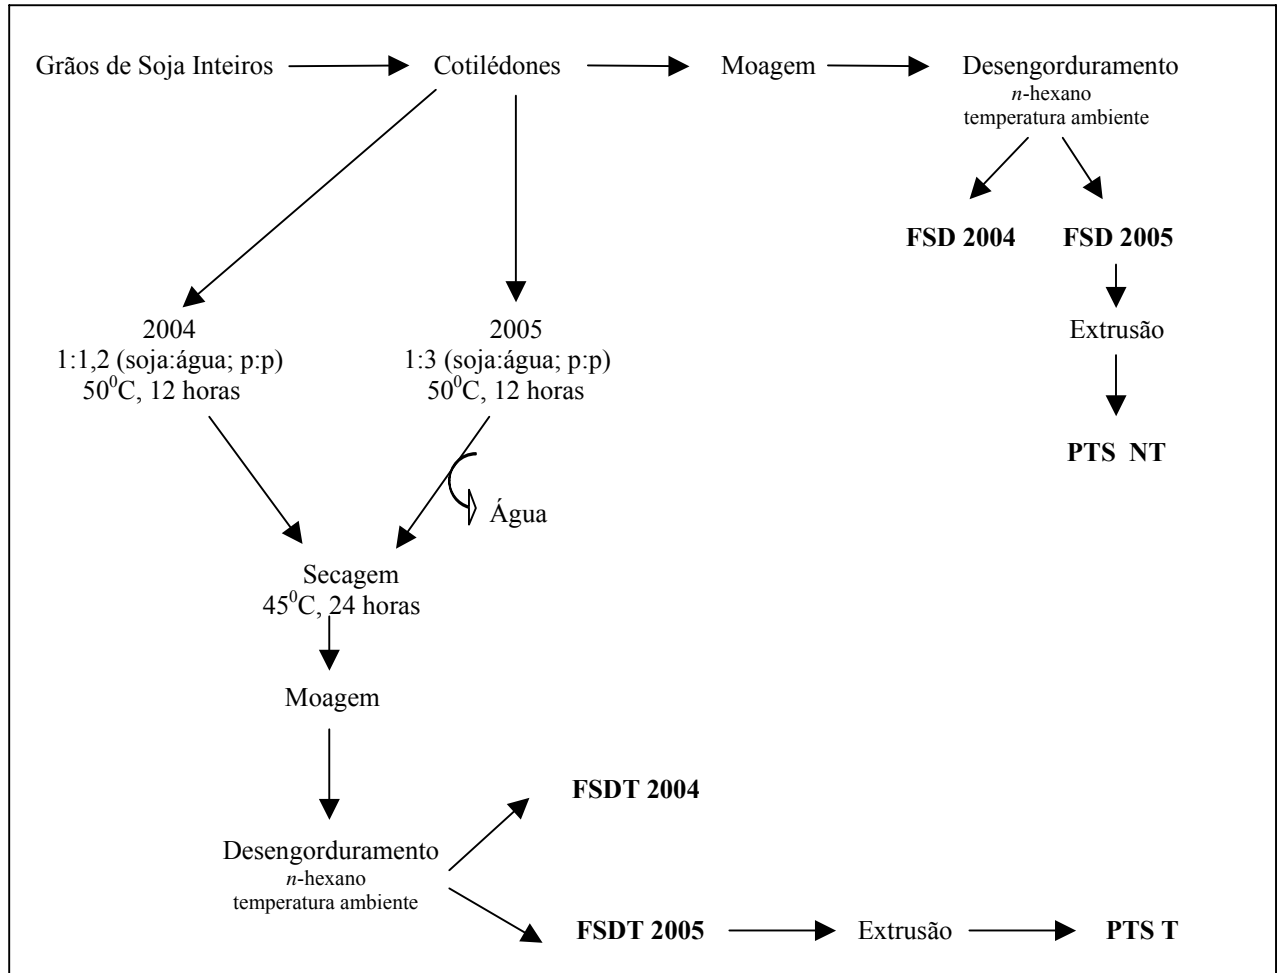 Grãos de Soja Inteiros
Cotilédones
Moagem
Desengorduramento
n-hexano
temperatura ambiente
FSD 2004
FSD 2005
Extrusão
PTS NT
2004
1:1,2 (soja:água; p:p)
50⁰C, 12 horas
2005
1:3 (soja:água; p:p)
50⁰C, 12 horas
Água
Secagem
45⁰C, 24 horas
Moagem
Desengorduramento
n-hexano
temperatura ambiente
FSDT 2004
FSDT 2005
Extrusão
PTS T